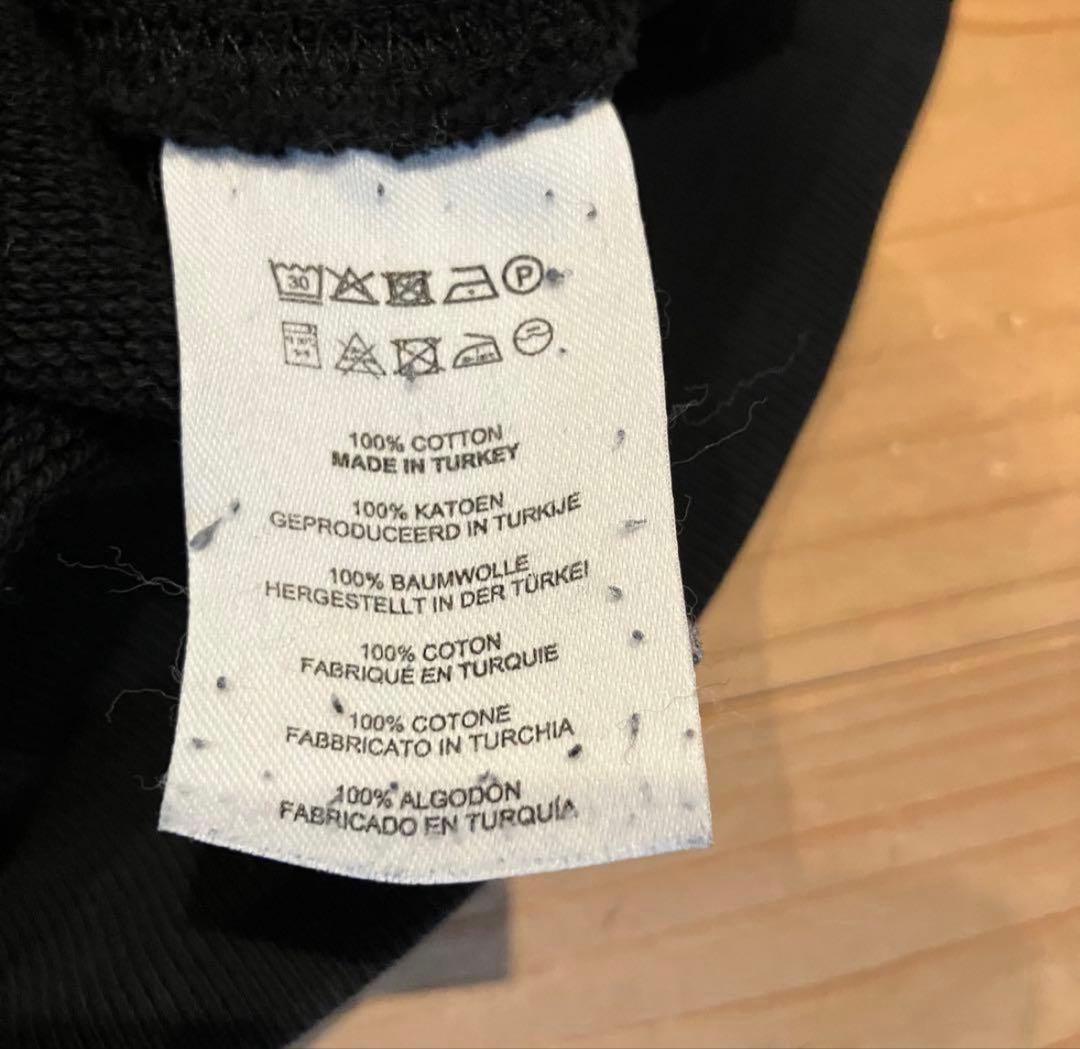 30 P
100% COTTON
MADE IN TURKEY
100% KATOEN
GEPRODUCEERD IN TURKIJE
100% BAUMWOLLE
HERGESTELLT IN DER TÜRKEI
100% COTON
FABRIQUÉ EN TURQUIE
100% COTONE
FABBRICATO IN TURCHIA
100% ALGODÓN
FABRICADO EN TURQUÍA